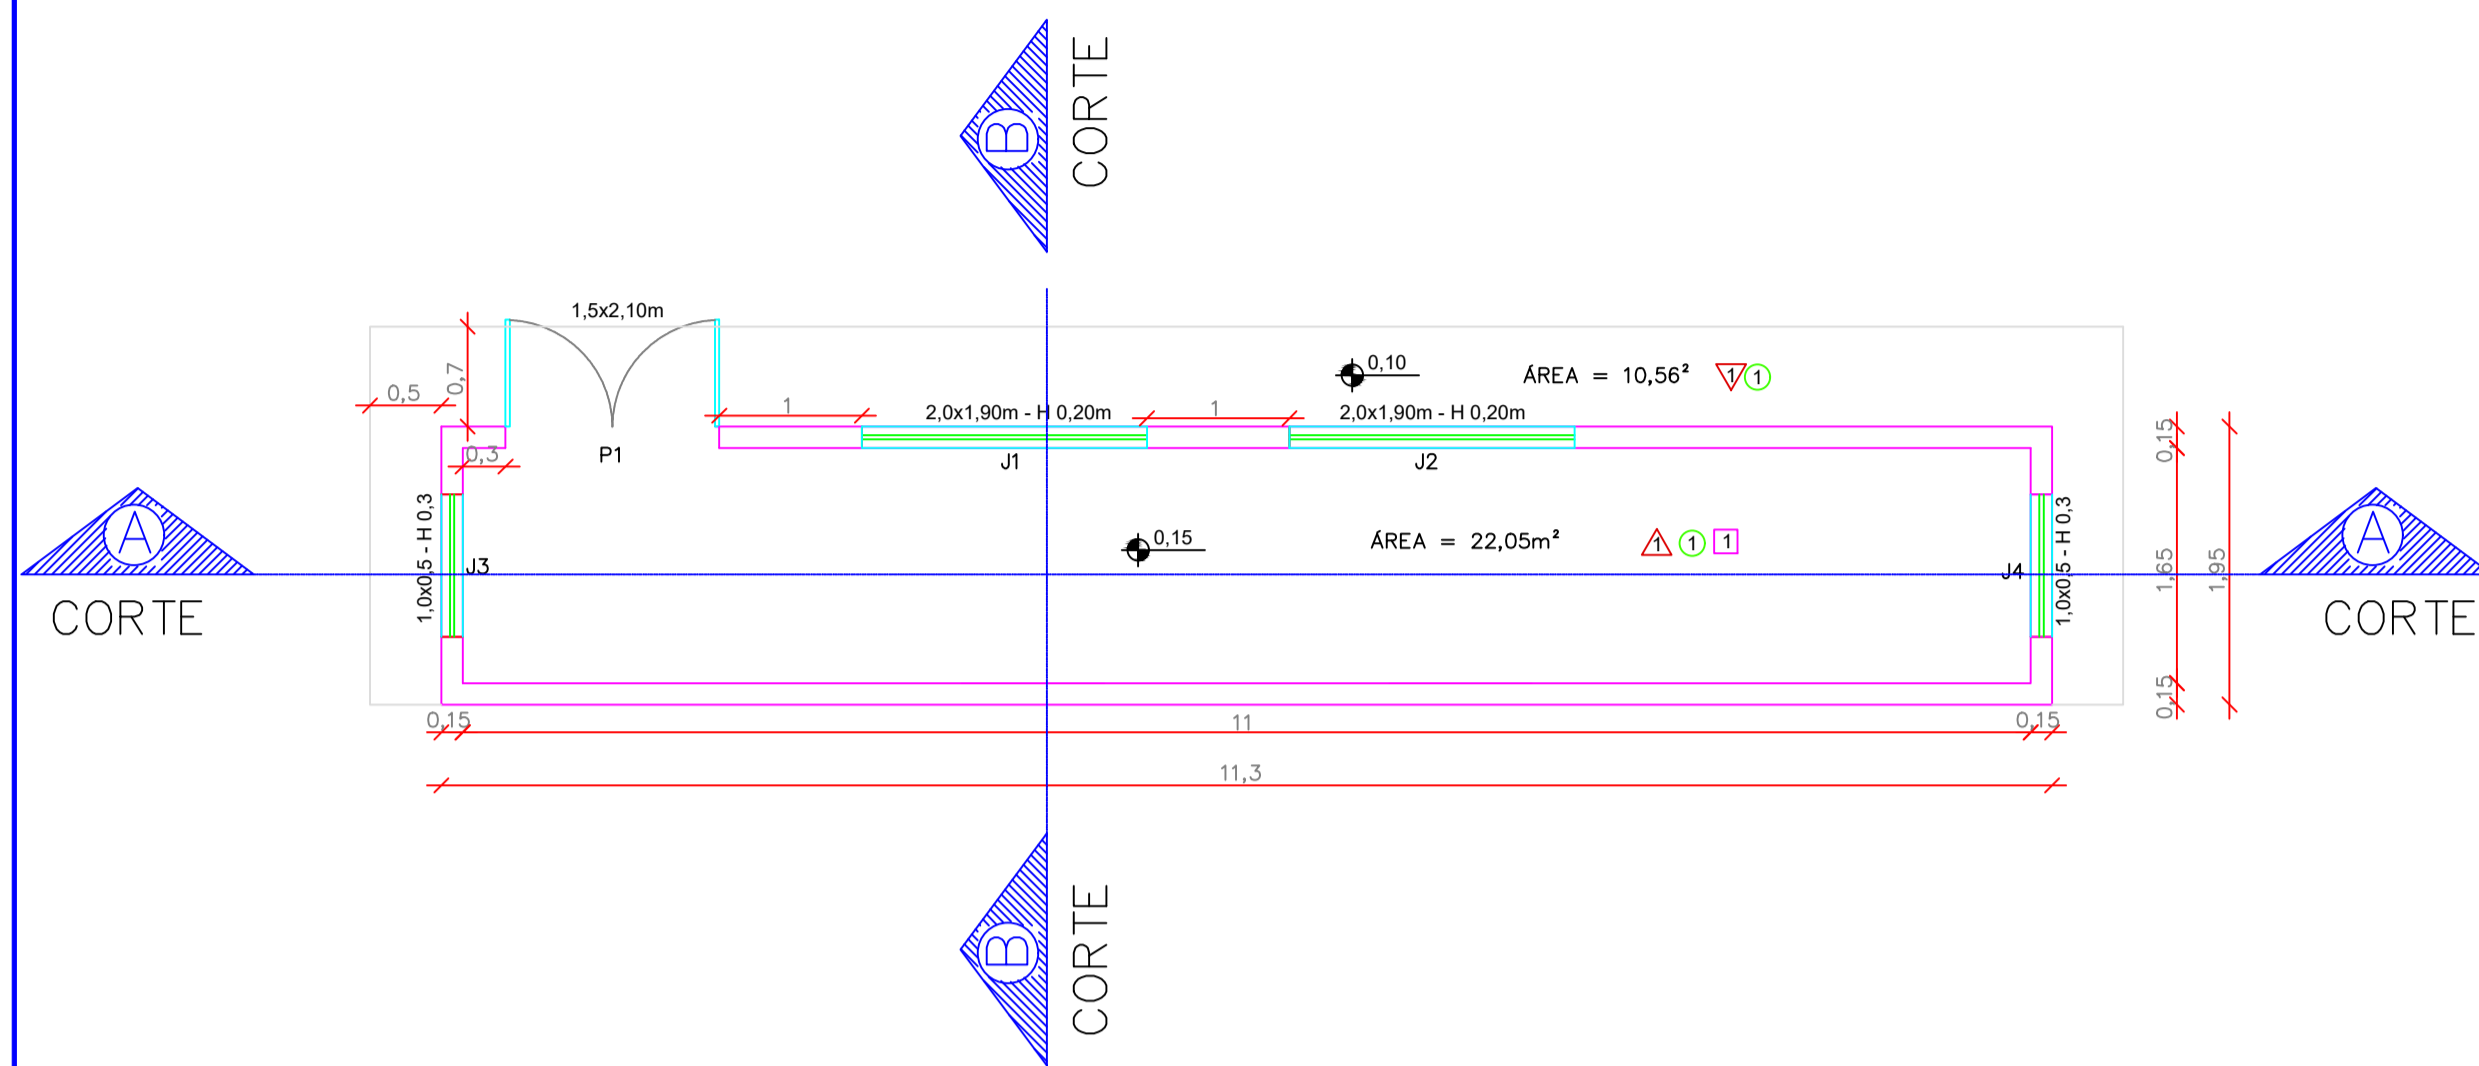 B
CORTE
1,5x2,10m
0,10
ÁREA = 10,56²
1
1
0,7
0,5
1
2,0x1,90m - H 0,20m
1
2,0x1,90m - H 0,20m
0,3
P1
J1
J2
0,15
1,0x0,5 - H 0,3
J3
0,15
ÁREA = 22,05m²
1
1
1
J4
1,0x0,5 - H 0,3
1,65
1,95
A
CORTE
A
CORTE
0,15
11
0,15
0,15
11,3
B
CORTE